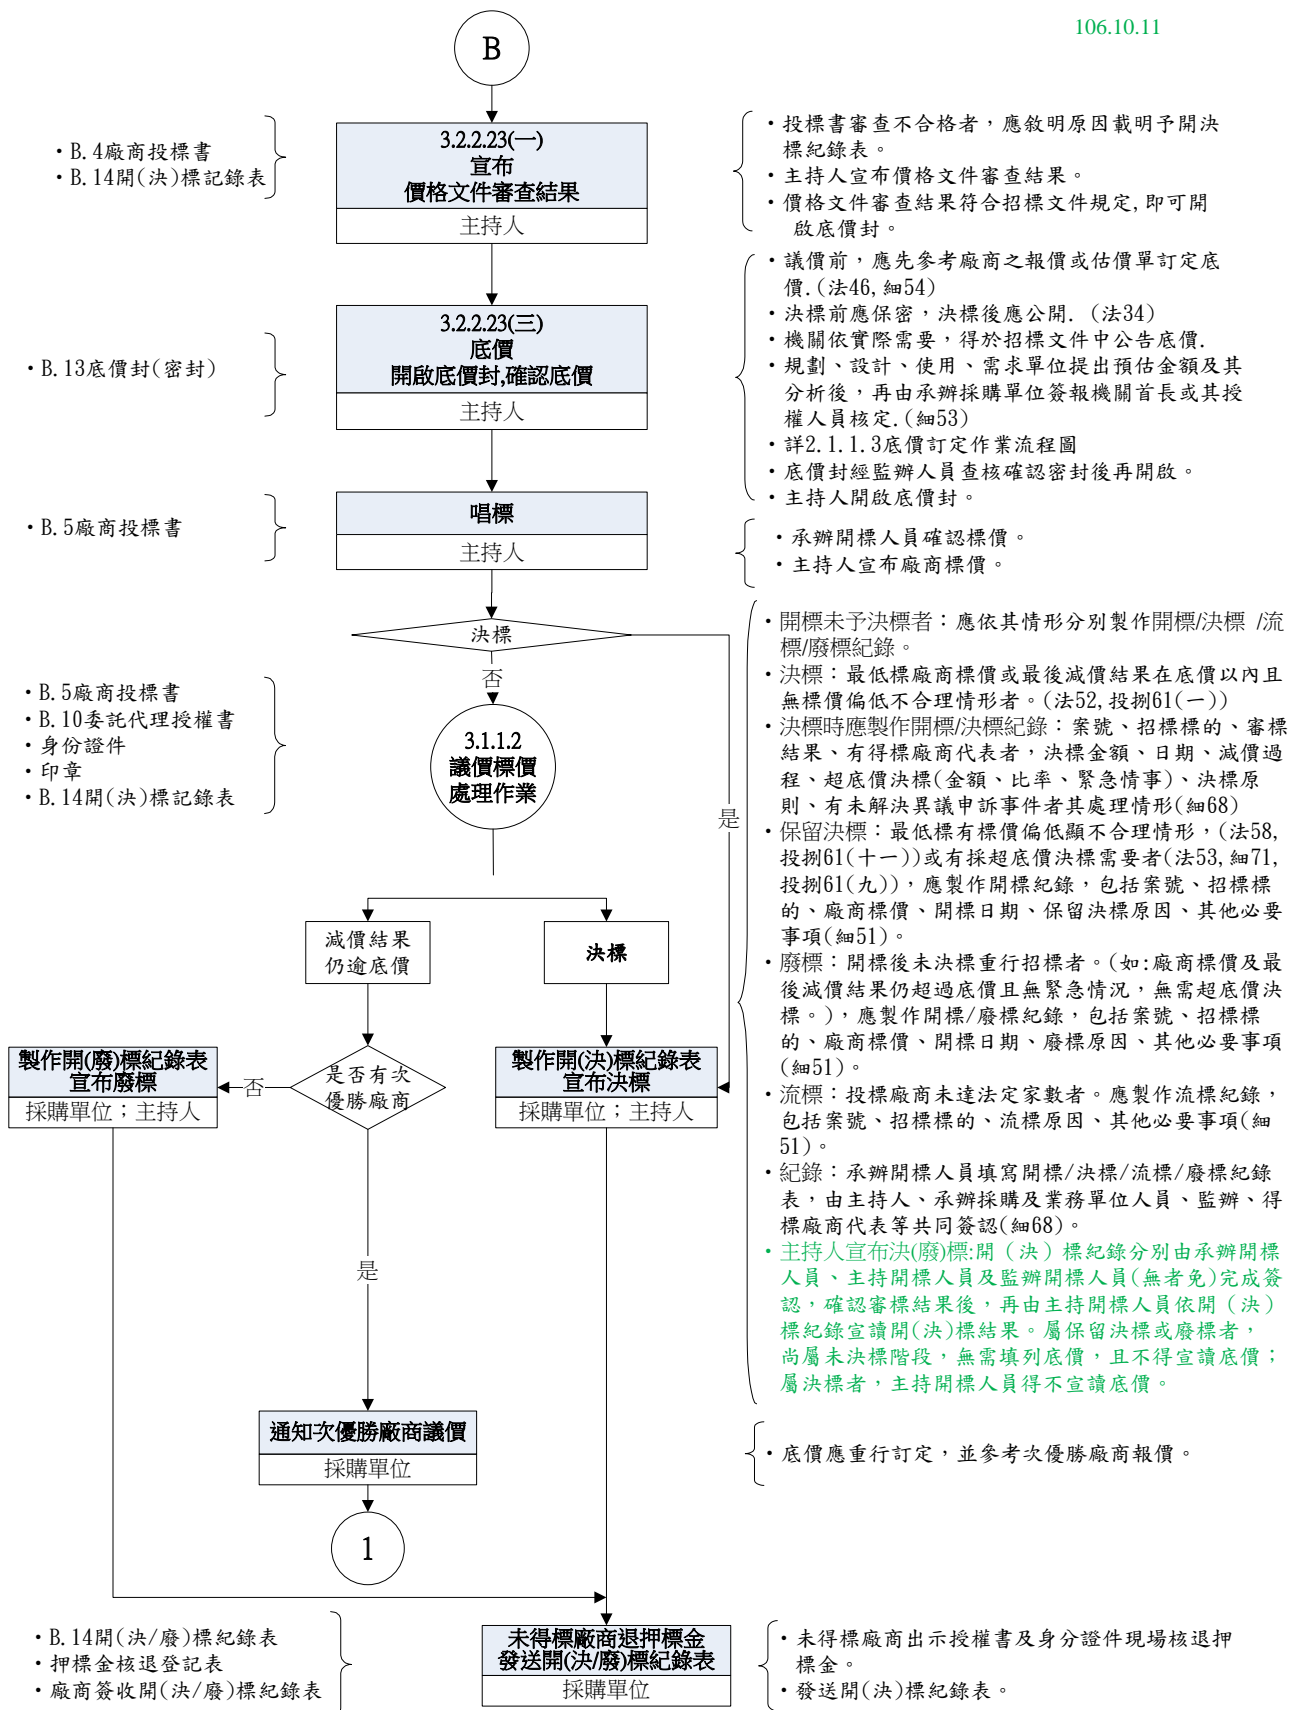 106.10.11
B
・B.4廠商投標書
・B.14開(決)標記錄表
3.2.2.23(一)
宣布
價格文件審查結果
主持人
・投標書審查不合格者，應敘明原因載明予開決
標紀錄表。
・主持人宣布價格文件審查結果。
・價格文件審查結果符合招標文件規定,即可開
啟底價封。
・B.13底價封(密封)
3.2.2.23(三)
底價
開啟底價封,確認底價
主持人
・議價前，應先參考廠商之報價或估價單訂定底
價.(法46,細54)
・決標前應保密，決標後應公開. (法34)
・機關依實際需要，得於招標文件中公告底價.
・規劃、設計、使用、需求單位提出預估金額及其
分析後，再由承辦採購單位簽報機關首長或其授
權人員核定.(細53)
・詳2.1.1.3底價訂定作業流程圖
・底價封經監辦人員查核確認密封後再開啟。
・主持人開啟底價封。
・B.5廠商投標書
唱標
主持人
・承辦開標人員確認標價。
・主持人宣布廠商標價。
決標
否
是
・B.5廠商投標書
・B.10委託代理授權書
・身份證件
・印章
・B.14開(決)標記錄表
3.1.1.2
議價標價
處理作業
・開標未予決標者：應依其情形分別製作開標/決標 /流
標/廢標紀錄。
・決標：最低標廠商標價或最後減價結果在底價以內且
無標價偏低不合理情形者。(法52,投捌61(一))
・決標時應製作開標/決標紀錄：案號、招標標的、審標
結果、有得標廠商代表者，決標金額、日期、減價過
程、超底價決標(金額、比率、緊急情事)、決標原
則、有未解決異議申訴事件者其處理情形(細68)
・保留決標：最低標有標價偏低顯不合理情形，(法58,
投捌61(十一))或有採超底價決標需要者(法53,細71,
投捌61(九))，應製作開標紀錄，包括案號、招標標
的、廠商標價、開標日期、保留決標原因、其他必要
事項(細51)。
・廢標：開標後未決標重行招標者。(如:廠商標價及最
後減價結果仍超過底價且無緊急情況，無需超底價決
標。)，應製作開標/廢標紀錄，包括案號、招標標
的、廠商標價、開標日期、廢標原因、其他必要事項
(細51)。
・流標：投標廠商未達法定家數者。應製作流標紀錄，
包括案號、招標標的、流標原因、其他必要事項(細
51)。
・紀錄：承辦開標人員填寫開標/決標/流標/廢標紀錄
表，由主持人、承辦採購及業務單位人員、監辦、得
標廠商代表等共同簽認(細68)。
・主持人宣布決(廢)標:開（決）標紀錄分別由承辦開標
人員、主持開標人員及監辦開標人員(無者免)完成簽
認，確認審標結果後，再由主持開標人員依開（決）
標紀錄宣讀開(決)標結果。屬保留決標或廢標者，
尚屬未決標階段，無需填列底價，且不得宣讀底價；
屬決標者，主持開標人員得不宣讀底價。
減價結果
仍逾底價
決標
製作開(廢)標紀錄表
宣布廢標
採購單位；主持人
否
是否有次
優勝廠商
製作開(決)標紀錄表
宣布決標
採購單位；主持人
是
通知次優勝廠商議價
採購單位
・底價應重行訂定，並參考次優勝廠商報價。
1
・B.14開(決/廢)標紀錄表
・押標金核退登記表
・廠商簽收開(決/廢)標紀錄表
未得標廠商退押標金
發送開(決/廢)標紀錄表
採購單位
・未得標廠商出示授權書及身分證件現場核退押
標金。
・發送開(決)標紀錄表。